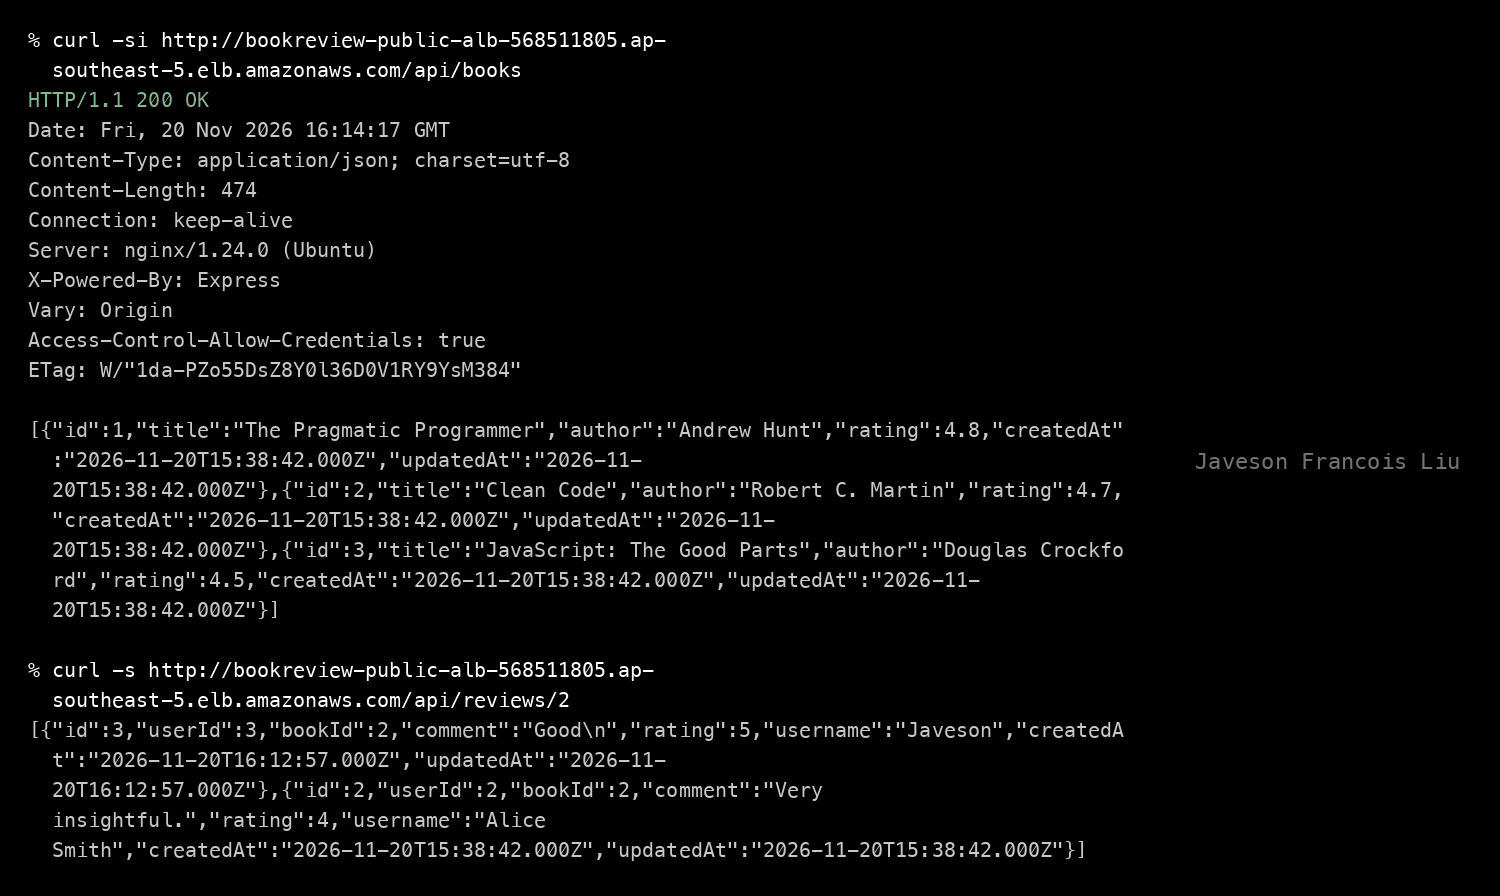 % curl -si http://bookreview-public-alb-568511805.ap-
southeast-5.elb.amazonaws.com/api/books
HTTP/1.1 200 OK
Date: Fri, 20 Nov 2026 16:14:17 GMT
Content-Type: application/json; charset=utf-8
Content-Length: 474
Connection: keep-alive
Server: nginx/1.24.0 (Ubuntu)
X-Powered-By: Express
Vary: Origin
Access-Control-Allow-Credentials: true
ETag: W/"1da-PZo55DsZ8Y0l36D0V1RY9YsM384"
[{"id":1,"title":"The Pragmatic Programmer","author":"Andrew Hunt","rating":4.8,"createdAt"
:"2026-11-20T15:38:42.000Z","updatedAt":"2026-11-
Javeson Francois Liu
20T15:38:42.000Z"},{"id":2,"title":"Clean Code","author":"Robert C. Martin","rating":4.7,
"createdAt":"2026-11-20T15:38:42.000Z","updatedAt":"2026-11-
20T15:38:42.000Z"},{"id":3,"title":"JavaScript: The Good Parts","author":"Douglas Crockfo
rd","rating":4.5,"createdAt":"2026-11-20T15:38:42.000Z","updatedAt":"2026-11-
20T15:38:42.000Z"}]
% curl -s http://bookreview-public-alb-568511805.ap-
southeast-5.elb.amazonaws.com/api/reviews/2
[{"id":3,"userId":3,"bookId":2,"comment":"Good\n","rating":5,"username":"Javeson","createdA
t":"2026-11-20T16:12:57.000Z","updatedAt":"2026-11-
20T16:12:57.000Z"},{"id":2,"userId":2,"bookId":2,"comment":"Very
insightful.","rating":4,"username":"Alice
Smith","createdAt":"2026-11-20T15:38:42.000Z","updatedAt":"2026-11-20T15:38:42.000Z"}]